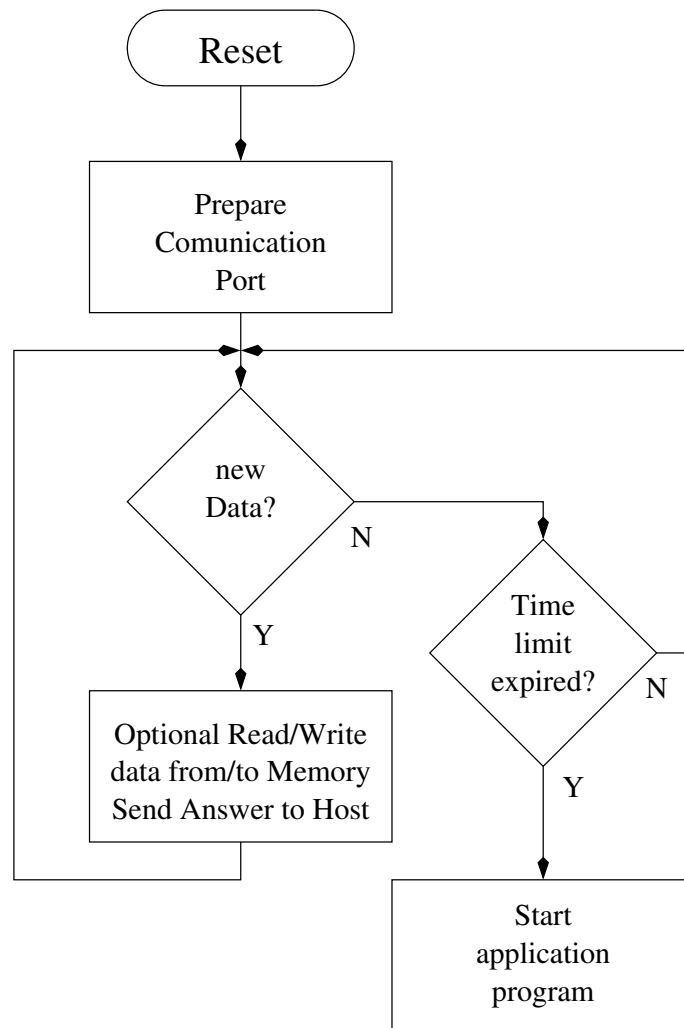 Reset
Prepare
Comunication
Port
new
Data?
N
Y
Time
limit
expired?
N
Y
Optional Read/Write
data from/to Memory
Send Answer to Host
Start
application
program